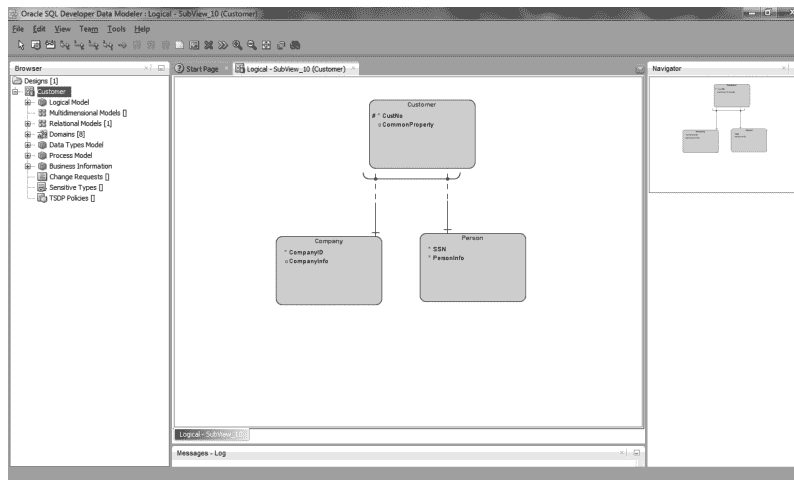 Oracle SQL Developer Data Modeler : Logical - SubView_10 (Customer)
File Edit View Team Tools Help
Browser
Designs [1]
Customer
Logical Model
Multidimensional Models []
Relational Models [1]
Domains [8]
Data Types Model
Process Model
Business Information
Change Requests []
Sensitive Types []
TSDP Policies []
Start Page
Logical - SubView_10 (Customer)
Customer
# * CustNo
o CommonProperty
Company
* CompanyID
o CompanyInfo
Person
* SSN
* PersonInfo
Logical - SubView_10
Messages - Log
Navigator